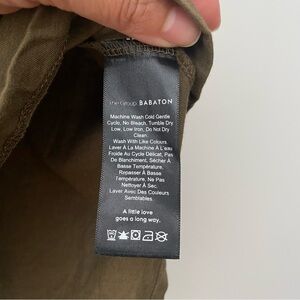 the Group BABATON
Machine Wash Cold Gentle
Cycle, No Bleach, Tumble Dry
Low, Low Iron, Do Not Dry
Clean.
Wash With Like Colours
Laver À La Machine À L'eau
Froide Au Cycle Délicat, Pas
De Blanchiment, Sécher À
Basse Température,
Repasser À Basse
Température, Ne Pas
Nettoyer À Sec.
Laver Avec Des Couleurs
Semblables.
A little love
goes a long way.